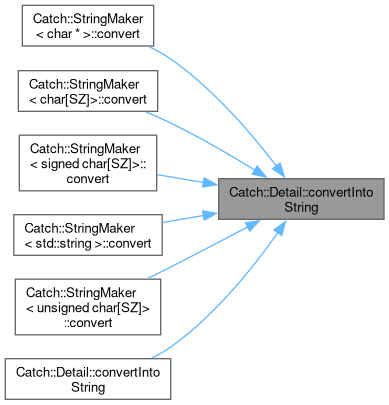 Catch::StringMaker
< char * >::convert
Catch::StringMaker
< char[SZ]>::convert
Catch::StringMaker
< signed char[SZ]>::
convert
Catch::Detail::convertInto
String
Catch::StringMaker
< std::string >::convert
Catch::StringMaker
< unsigned char[SZ]>
::convert
Catch::Detail::convertInto
String